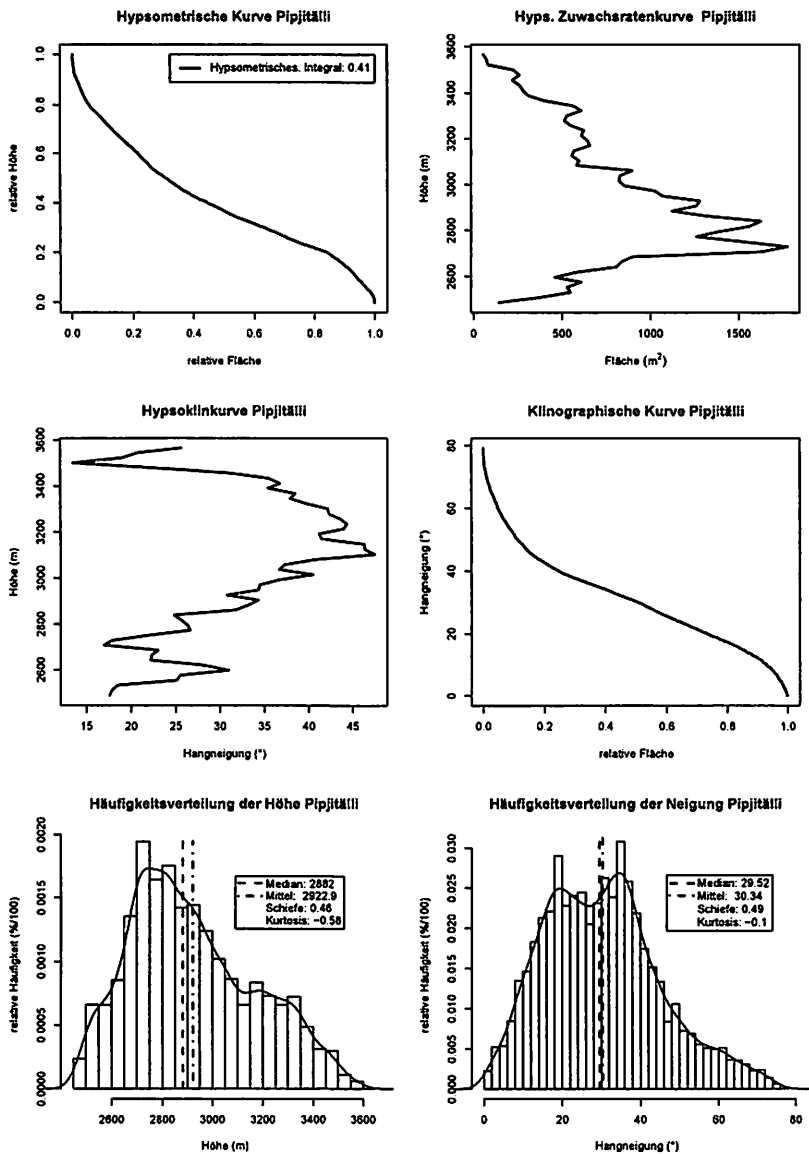 Hypsometrische Kurve Pipjitälli
relative Höhe
0.0 0.2 0.4 0.6 0.8 1.0
Hypsometrisches. Integral: 0.41
0.0 0.2 0.4 0.6 0.8 1.0
relative Fläche
Hyps. Zuwachsratenkurve Pipjitälli
Höhe (m)
2600 2800 3000 3200 3400 3600
0 500 1000 1500
Fläche (m²)
Hypsoklinkurve Pipjitälli
Höhe (m)
2600 2800 3000 3200 3400 3600
15 20 25 30 35 40 45
Hangneigung (°)
Klinographische Kurve Pipjitälli
Hangneigung (°)
0 20 40 60 80
0.0 0.2 0.4 0.6 0.8 1.0
relative Fläche
Häufigkeitsverteilung der Höhe Pipjitälli
relative Häufigkeit (%/100)
0.0000 0.0005 0.0010 0.0015 0.0020
Median: 2882
Mittel: 2922.9
Schiefe: 0.46
Kurtosis: −0.58
2600 2800 3000 3200 3400 3600
Höhe (m)
Häufigkeitsverteilung der Neigung Pipjitälli
relative Häufigkeit (%/100)
0.000 0.005 0.010 0.015 0.020 0.025 0.030
Median: 29.52
Mittel: 30.34
Schiefe: 0.49
Kurtosis: −0.1
0 20 40 60 80
Hangneigung (°)